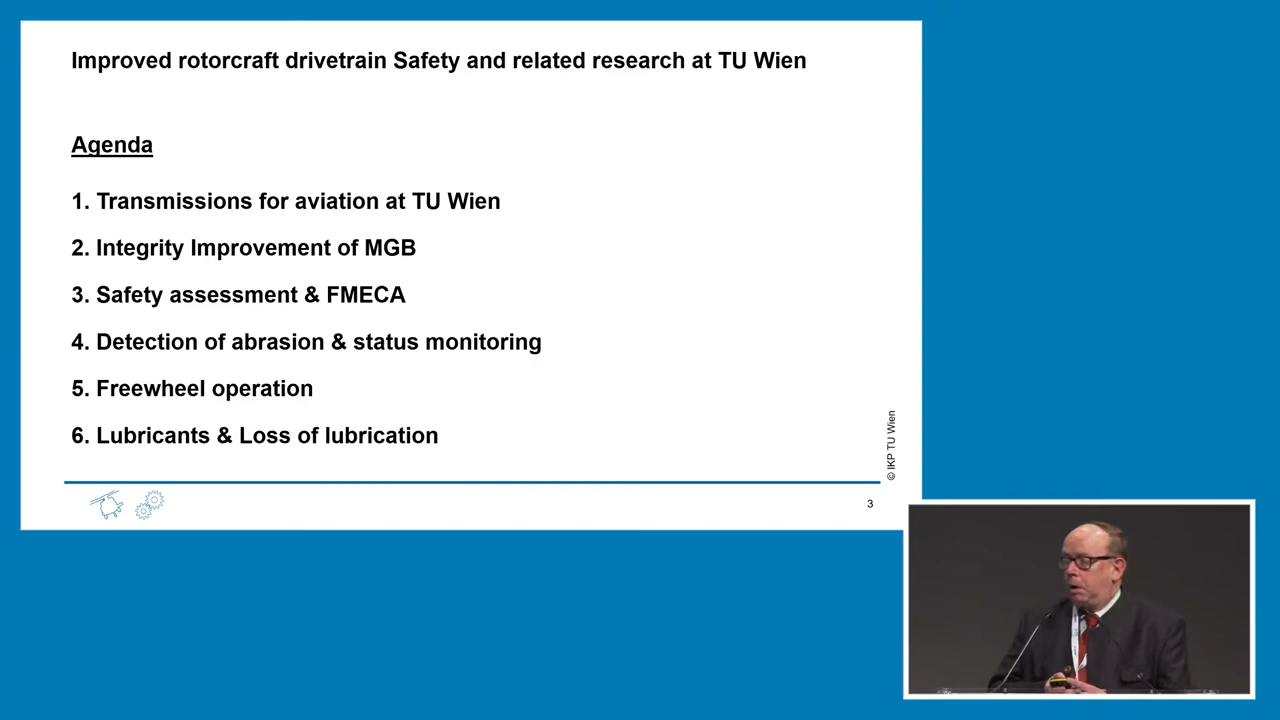 Improved rotorcraft drivetrain Safety and related research at TU Wien
Agenda
1. Transmissions for aviation at TU Wien
2. Integrity Improvement of MGB
3. Safety assessment & FMECA
4. Detection of abrasion & status monitoring
5. Freewheel operation
6. Lubricants & Loss of lubrication
© IKP TU Wien
3